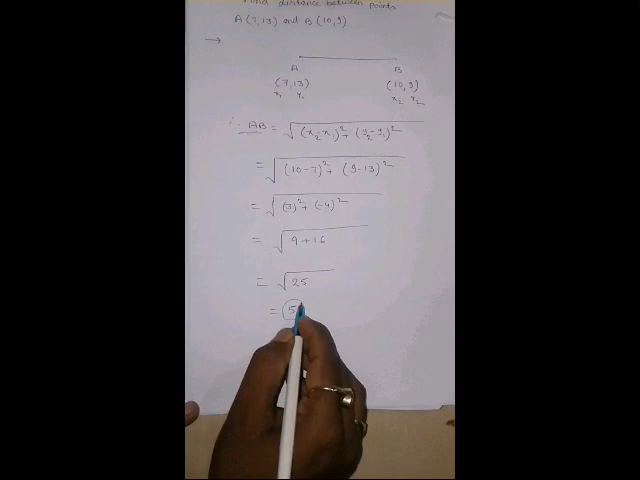 Find distance between points
A (7,13) and B (10,9)
→
A B
(7,13) (10,9)
x₁ y₁ x₂ y₂
∴ AB = √(x₂-x₁)² + (y₂-y₁)²
= √(10-7)² + (9-13)²
= √(3)² + (-4)²
= √9+16
= √25
= 5